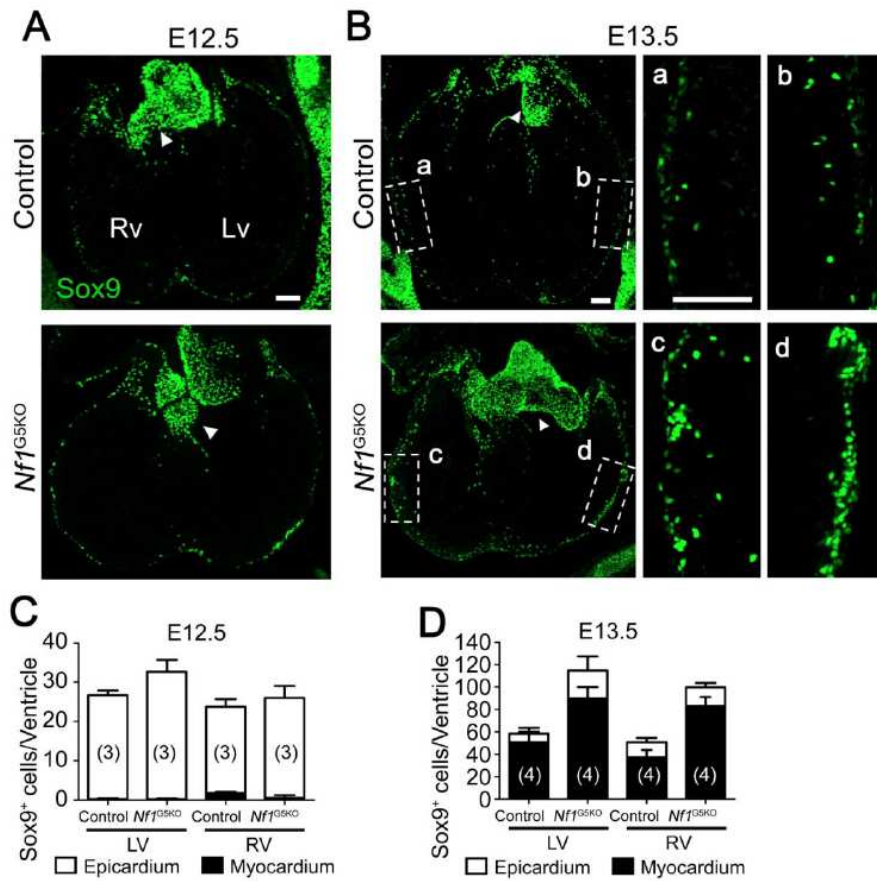 A
E12.5
B
E13.5
Control
Rv
Lv
Sox9
a
b
a
b
Nf1G5KO
c
d
c
d
C
E12.5
Sox9+ cells/Ventricle
40
30
20
10
0
(3)
(3)
(3)
(3)
Control
Nf1G5KO
Control
Nf1G5KO
LV
RV
Epicardium
Myocardium
D
E13.5
Sox9+ cells/Ventricle
140
120
100
80
60
40
20
0
(4)
(4)
(4)
(4)
Control
Nf1G5KO
Control
Nf1G5KO
LV
RV
Epicardium
Myocardium
Control
Nf1G5KO